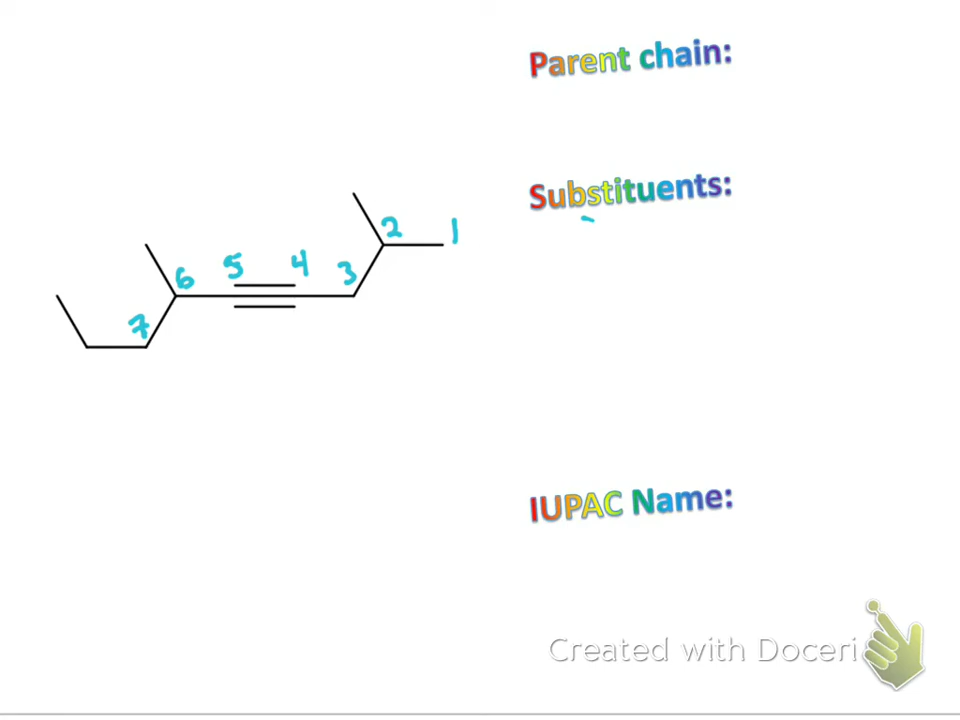 Parent chain:
Substituents:
2 1
6 5 4 3
7
IUPAC Name:
Created with Doceri